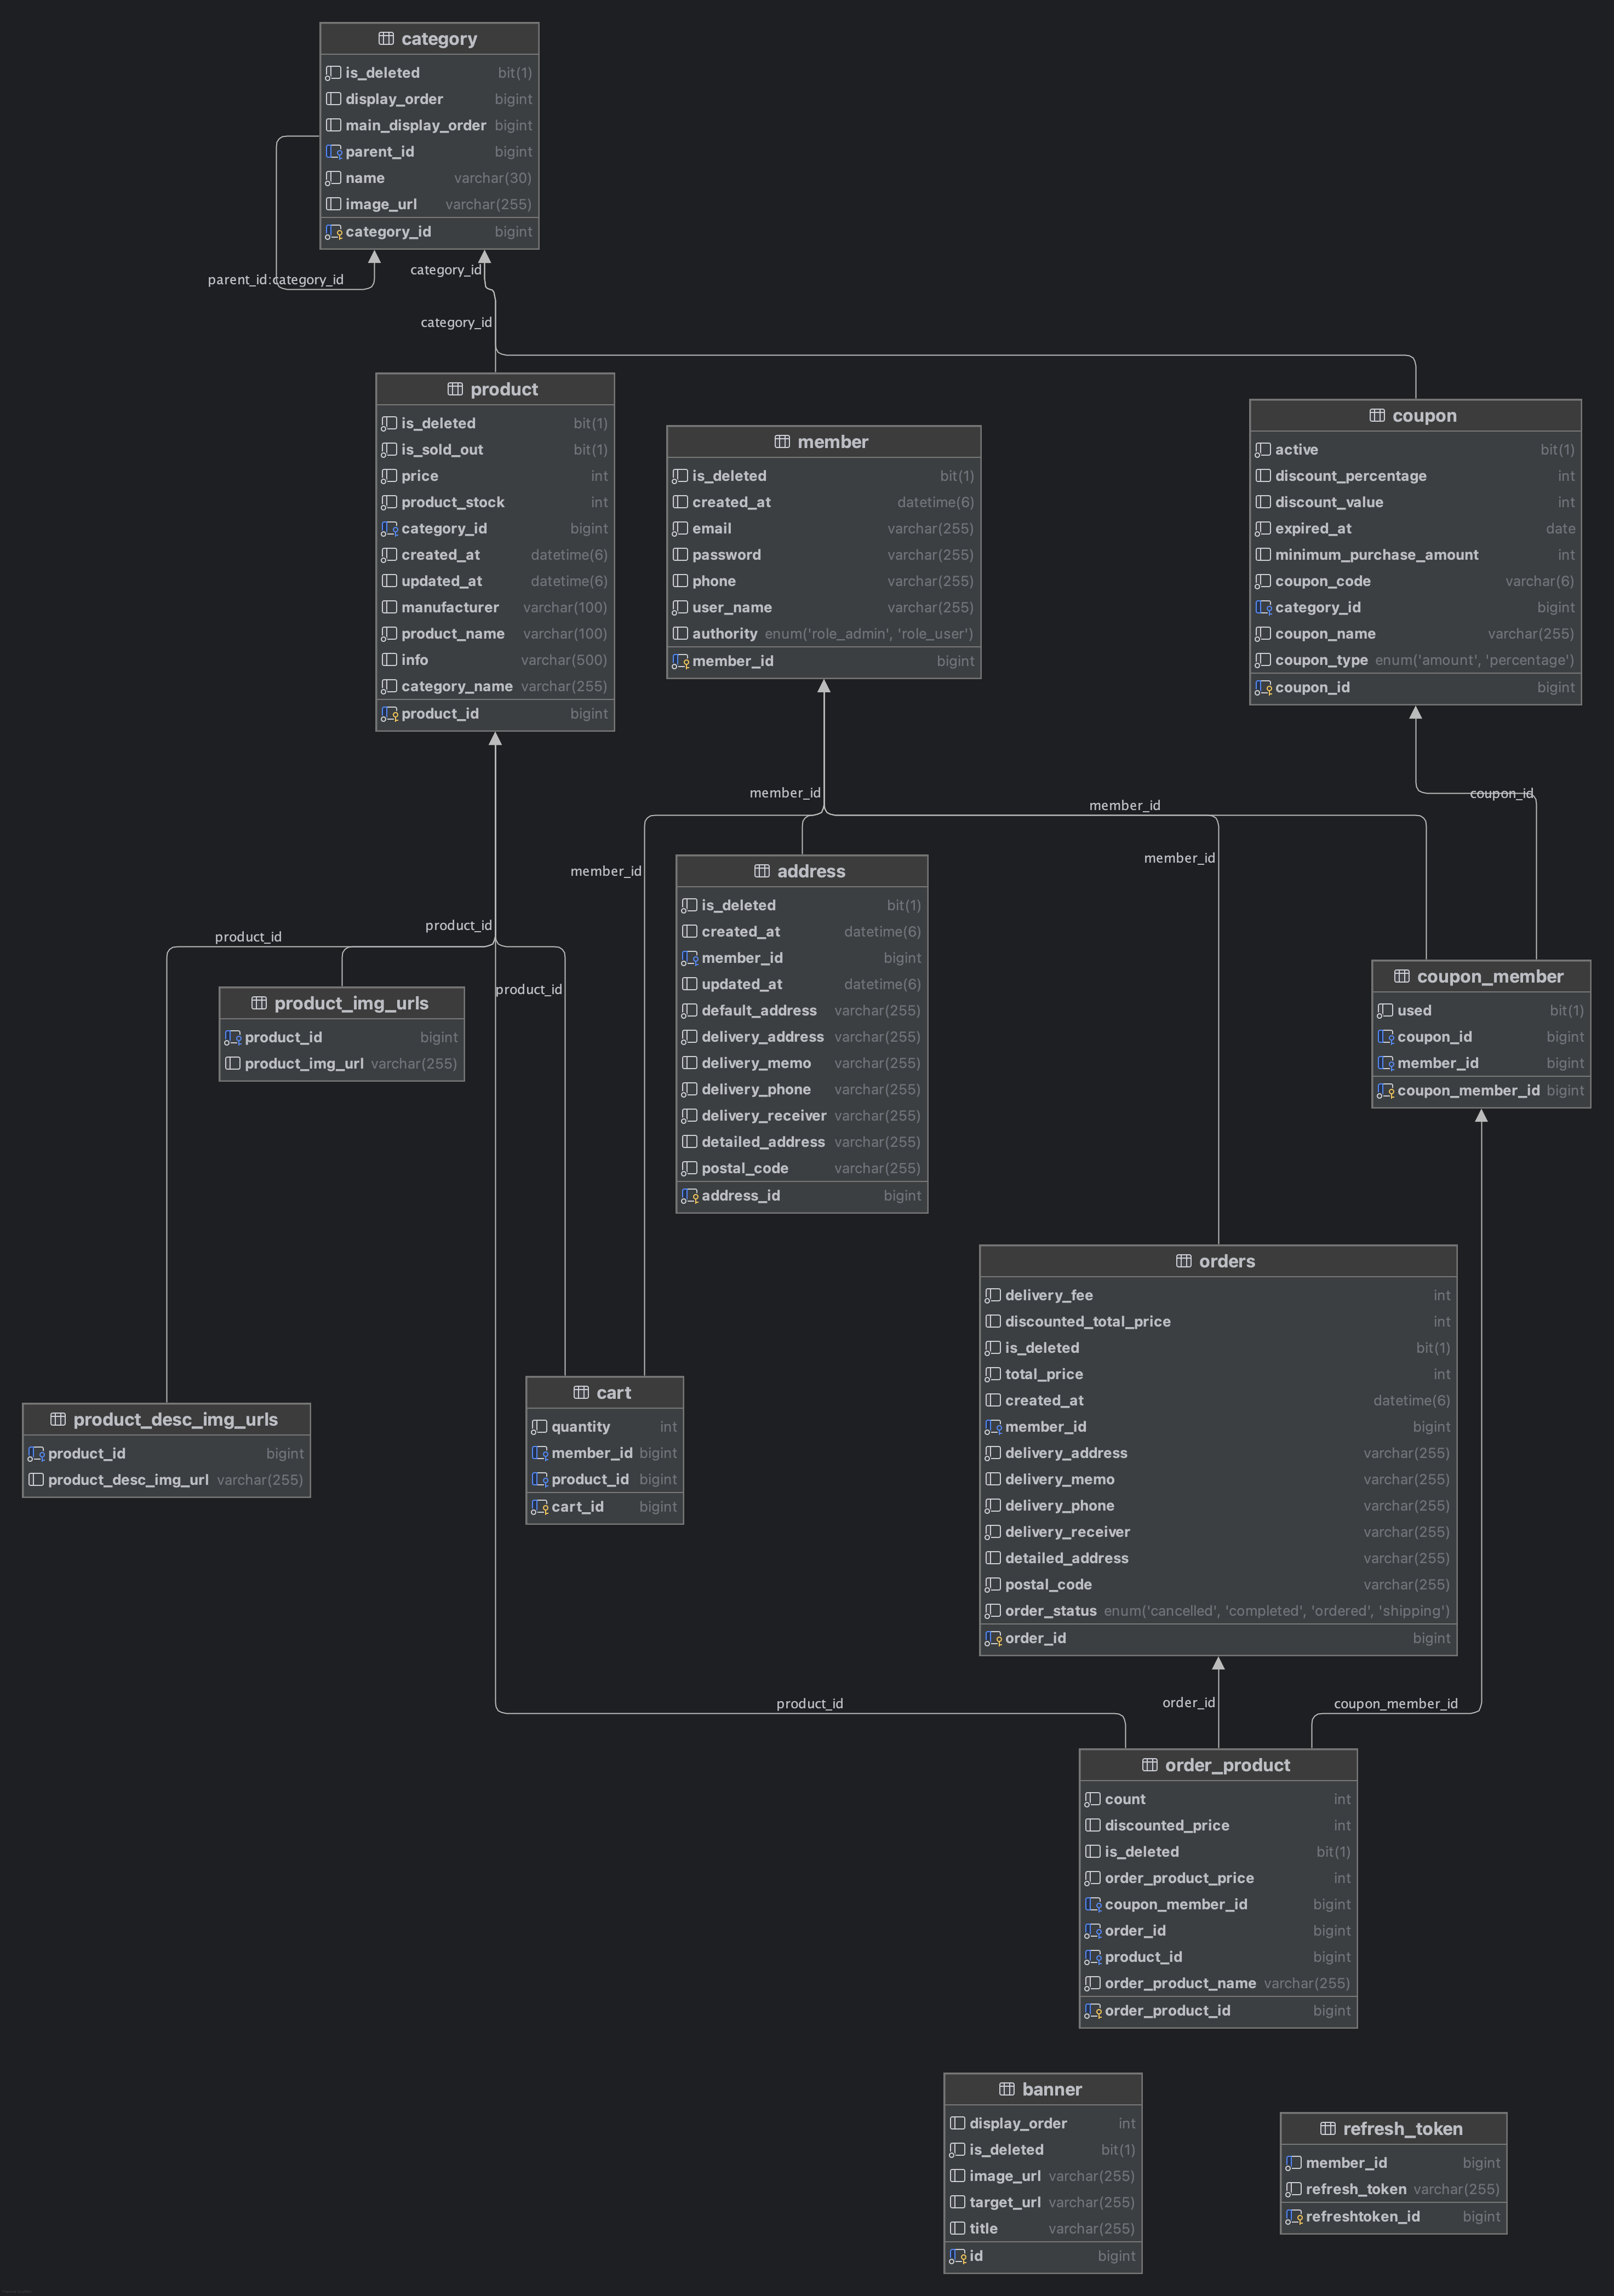 category
is_deleted bit(1)
display_order bigint
main_display_order bigint
parent_id bigint
name varchar(30)
image_url varchar(255)
category_id bigint
parent_id:category_id
category_id
category_id
product
is_deleted bit(1)
is_sold_out bit(1)
price int
product_stock int
category_id bigint
created_at datetime(6)
updated_at datetime(6)
manufacturer varchar(100)
product_name varchar(100)
info varchar(500)
category_name varchar(255)
product_id bigint
member
is_deleted bit(1)
created_at datetime(6)
email varchar(255)
password varchar(255)
phone varchar(255)
user_name varchar(255)
authority enum('role_admin', 'role_user')
member_id bigint
coupon
active bit(1)
discount_percentage int
discount_value int
expired_at date
minimum_purchase_amount int
coupon_code varchar(6)
category_id bigint
coupon_name varchar(255)
coupon_type enum('amount', 'percentage')
coupon_id bigint
member_id
member_id
coupon_id
member_id
member_id
product_id
product_id
product_id
address
is_deleted bit(1)
created_at datetime(6)
member_id bigint
updated_at datetime(6)
default_address varchar(255)
delivery_address varchar(255)
delivery_memo varchar(255)
delivery_phone varchar(255)
delivery_receiver varchar(255)
detailed_address varchar(255)
postal_code varchar(255)
address_id bigint
product_img_urls
product_id bigint
product_img_url varchar(255)
coupon_member
used bit(1)
coupon_id bigint
member_id bigint
coupon_member_id bigint
orders
delivery_fee int
discounted_total_price int
is_deleted bit(1)
total_price int
created_at datetime(6)
member_id bigint
delivery_address varchar(255)
delivery_memo varchar(255)
delivery_phone varchar(255)
delivery_receiver varchar(255)
detailed_address varchar(255)
postal_code varchar(255)
order_status enum('cancelled', 'completed', 'ordered', 'shipping')
order_id bigint
product_desc_img_urls
product_id bigint
product_desc_img_url varchar(255)
cart
quantity int
member_id bigint
product_id bigint
cart_id bigint
product_id
order_id
coupon_member_id
order_product
count int
discounted_price int
is_deleted bit(1)
order_product_price int
coupon_member_id bigint
order_id bigint
product_id bigint
order_product_name varchar(255)
order_product_id bigint
banner
display_order int
is_deleted bit(1)
image_url varchar(255)
target_url varchar(255)
title varchar(255)
id bigint
refresh_token
member_id bigint
refresh_token varchar(255)
refreshtoken_id bigint